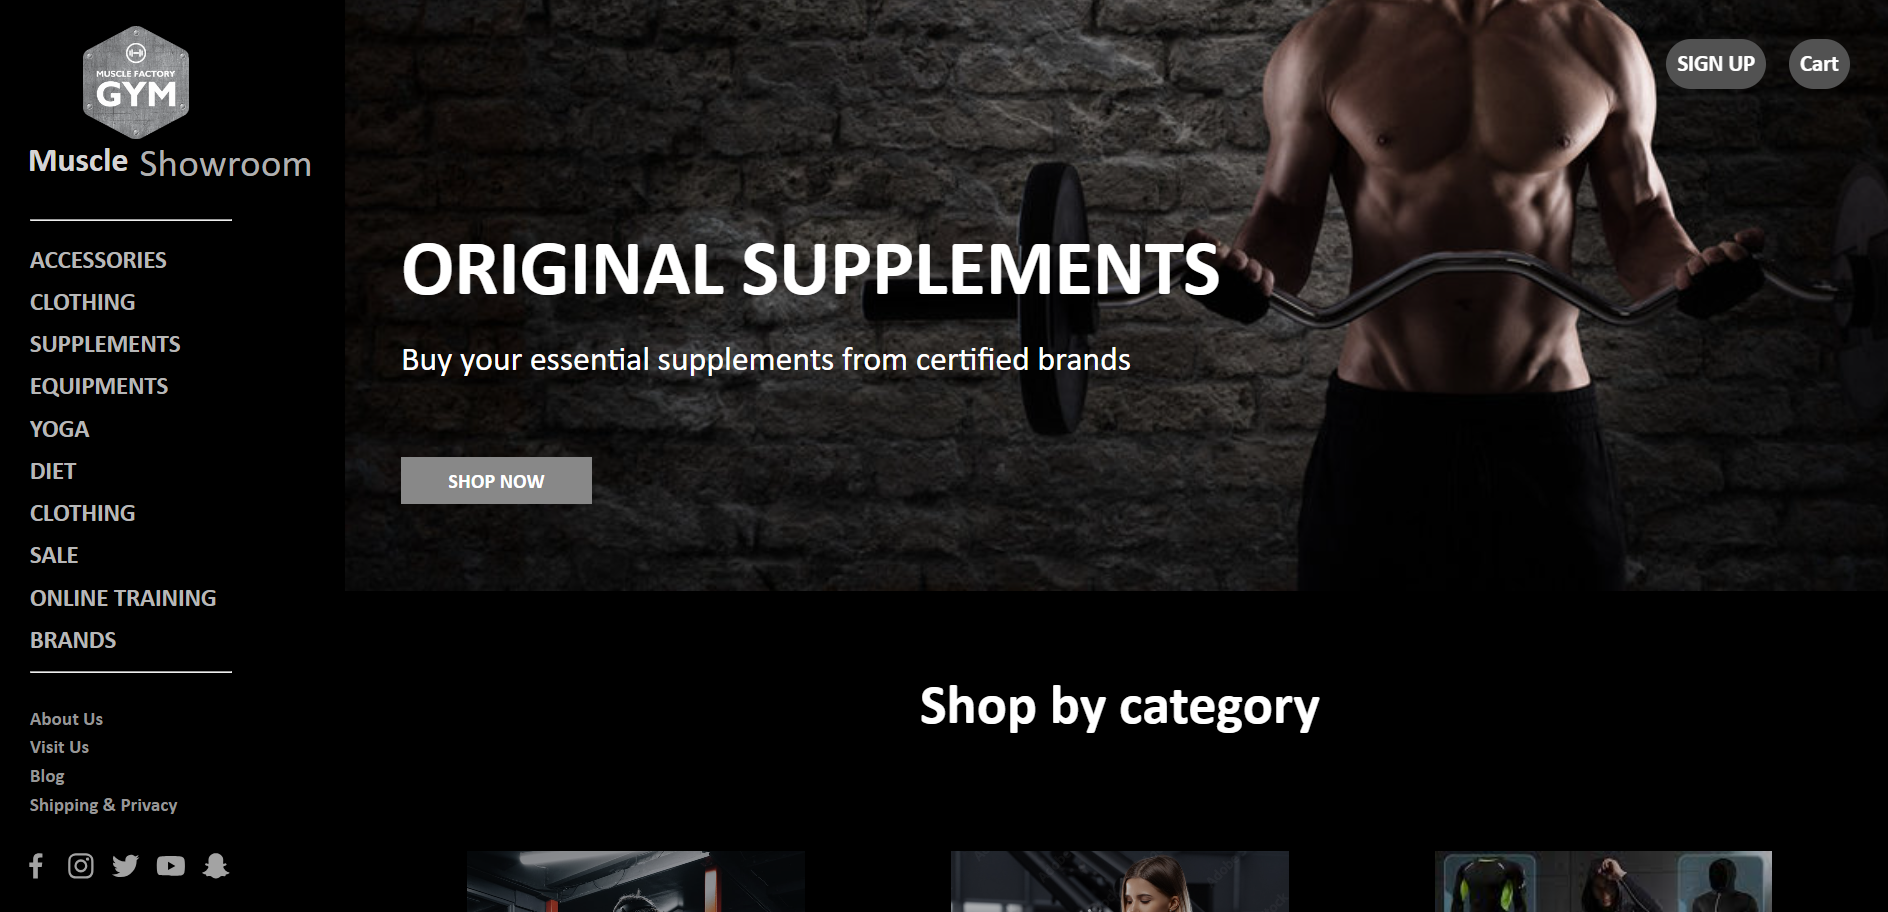 MUSCLE FACTORY
GYM
Muscle Showroom
ACCESSORIES
CLOTHING
SUPPLEMENTS
EQUIPMENTS
YOGA
DIET
CLOTHING
SALE
ONLINE TRAINING
BRANDS
About Us
Visit Us
Blog
Shipping & Privacy
SIGN UP
Cart
ORIGINAL SUPPLEMENTS
Buy your essential supplements from certified brands
SHOP NOW
Shop by category